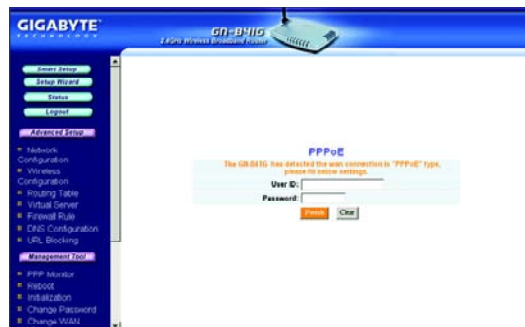 GIGABYTE
TECHNOLOGY
GN-B41G
2.4GHz Wireless Broadband Router
Smart Setup
Setup Wizard
Status
Logout
Advanced Setup
Network
Configuration
Wireless
Configuration
Routing Table
Virtual Server
Firewall Rule
DNS Configuration
URL Blocking
Management Tool
PPP Monitor
Reboot
Initialization
Change Password
Change WAN
PPPoE
The GN-B41G has detected the wan connection is "PPPoE" type,
please fill below settings.
User ID:
Password:
Finish Clear